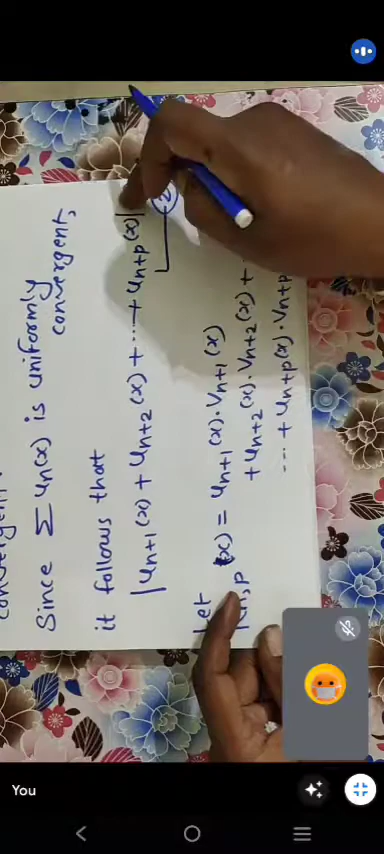 Since Σ uₙ(x) is uniformly
convergent,
it follows that
|uₙ₊₁(x) + uₙ₊₂(x) + ... + uₙ₊ₚ(x)|
2
Let (x) = uₙ₊₁(x) · vₙ₊₁(x)
+ uₙ₊₂(x) · vₙ₊₂(x) +
... + uₙ₊ₚ(x) · vₙ₊ₚ
You